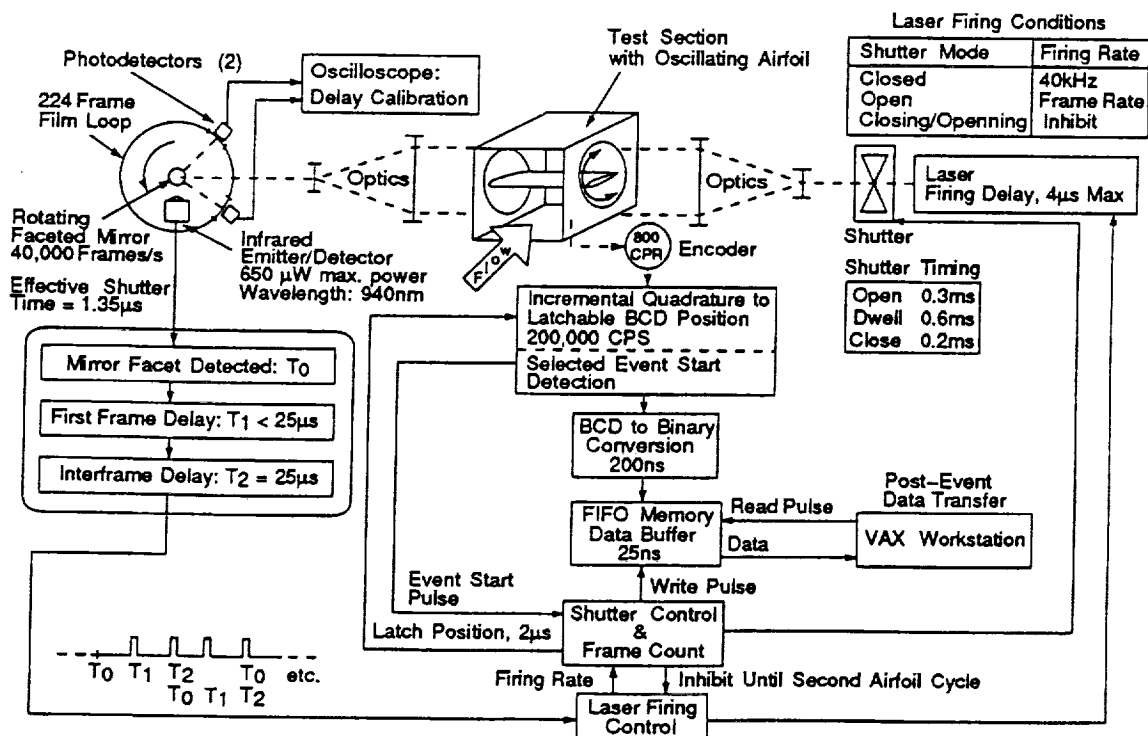 Laser Firing Conditions
Shutter Mode Firing Rate
Closed 40kHz
Open Frame Rate
Closing/Openning Inhibit
Test Section
with Oscillating Airfoil
Photodetectors (2)
Oscilloscope:
Delay Calibration
224 Frame
Film Loop
Optics
Optics
Laser
Firing Delay, 4μs Max
Shutter
Rotating
Faceted Mirror
40,000 Frames/s
Effective Shutter
Time = 1.35μs
Infrared
Emitter/Detector
650 μW max. power
Wavelength: 940nm
Flow
800
CPR
Encoder
Shutter Timing
Open 0.3ms
Dwell 0.6ms
Close 0.2ms
Incremental Quadrature to
Latchable BCD Position
200,000 CPS
Selected Event Start
Detection
Mirror Facet Detected: T0
First Frame Delay: T1 < 25μs
Interframe Delay: T2 = 25μs
BCD to Binary
Conversion
200ns
FIFO Memory
Data Buffer
25ns
Post-Event
Data Transfer
Read Pulse
Data
VAX Workstation
Write Pulse
Event Start
Pulse
Latch Position, 2μs
Shutter Control
&
Frame Count
Firing Rate
Inhibit Until Second Airfoil Cycle
Laser Firing
Control
T0 T1 T2 T0 etc.
T0 T1 T2